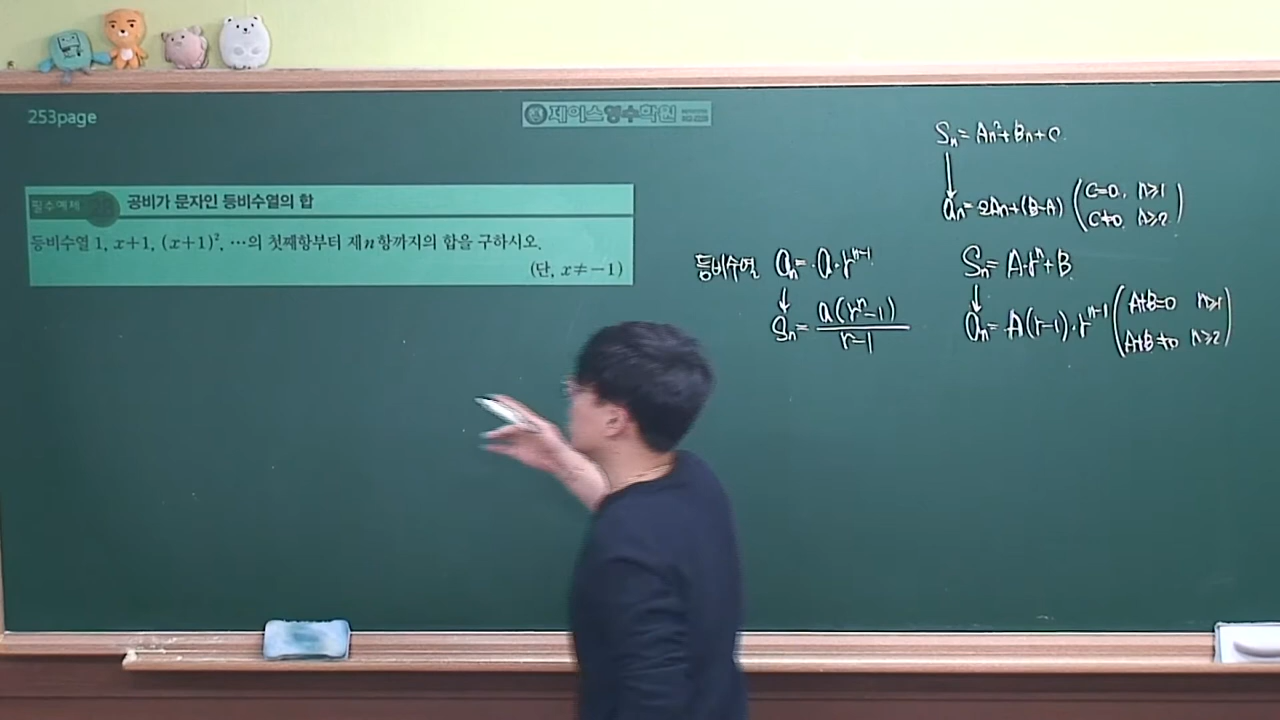 253page
제이스영수학원
필수예제
공비가 문자인 등비수열의 합
등비수열 1, x+1, (x+1)², ⋯의 첫째항부터 제n항까지의 합을 구하시오.
(단, x≠−1)
Sₙ = An²+Bn+C
↓
aₙ = 2An+(B−A) (C=0, n≥1
C≠0, n≥2)
등비수열 aₙ = a·rⁿ⁻¹
↓
Sₙ = a(rⁿ−1)/r−1
Sₙ = A·rⁿ+B
↓
aₙ = A(r−1)·rⁿ⁻¹ (A+B=0 n≥1
A+B≠0 n≥2)